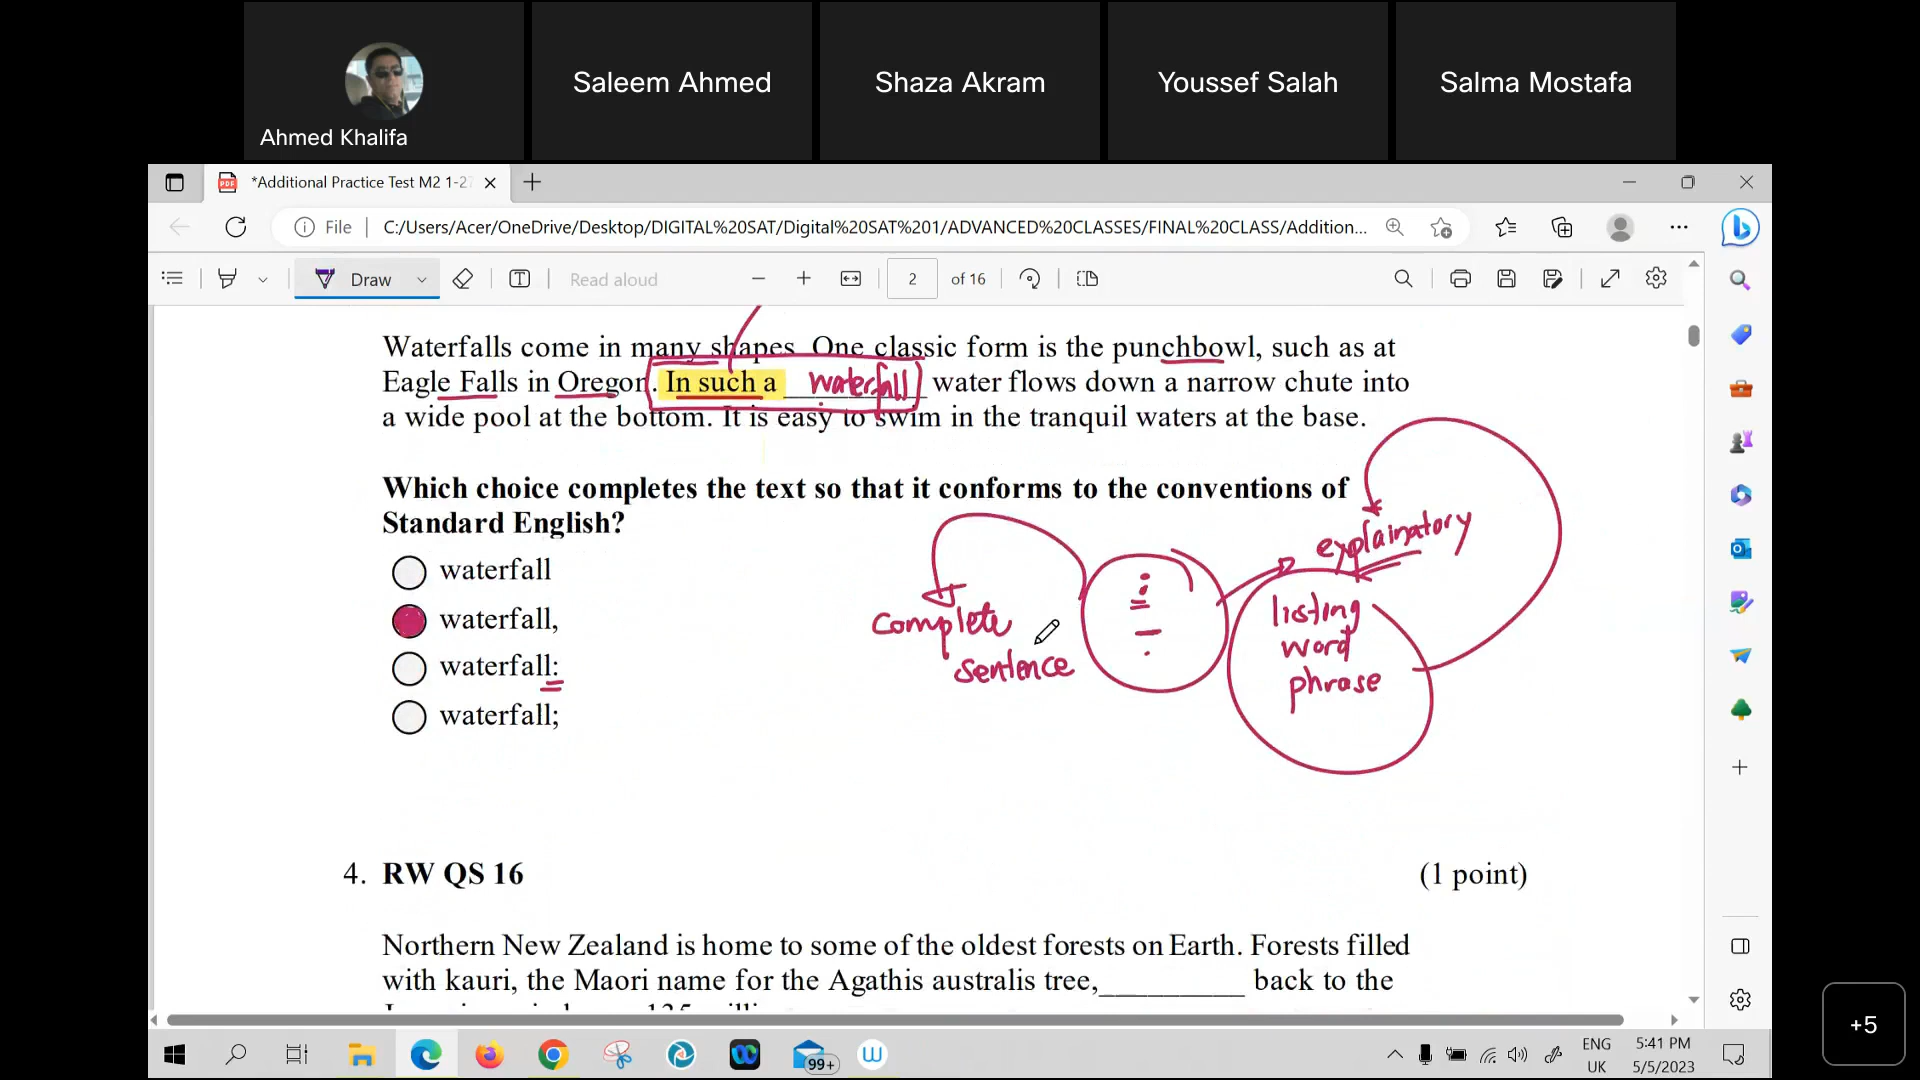 Ahmed Khalifa
Saleem Ahmed
Shaza Akram
Youssef Salah
Salma Mostafa
*Additional Practice Test M2 1-27
File
C:/Users/Acer/OneDrive/Desktop/DIGITAL%20SAT/Digital%20SAT%201/ADVANCED%20CLASSES/FINAL%20CLASS/Addition...
Draw
Read aloud
2 of 16
Waterfalls come in many shapes. One classic form is the punchbowl, such as at
Eagle Falls in Oregon. In such a waterfall water flows down a narrow chute into
a wide pool at the bottom. It is easy to swim in the tranquil waters at the base.
Which choice completes the text so that it conforms to the conventions of
Standard English?
waterfall
waterfall,
waterfall:
waterfall;
complete
sentence
explainatory
listing
word
phrase
4. RW QS 16 (1 point)
Northern New Zealand is home to some of the oldest forests on Earth. Forests filled
with kauri, the Maori name for the Agathis australis tree,__________ back to the
+5
99+
ENG
UK
5:41 PM
5/5/2023